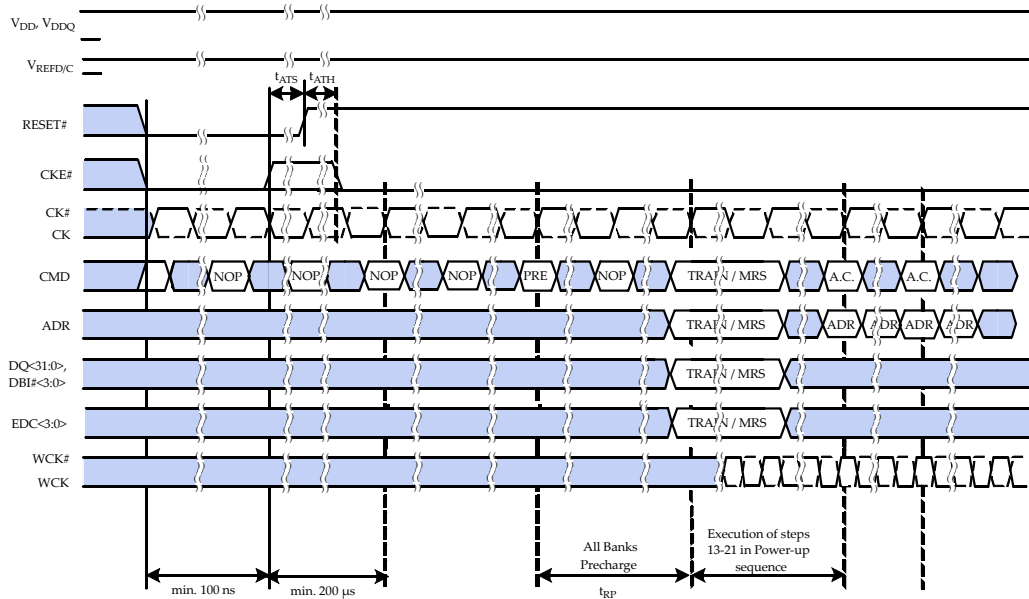 VDD, VDDQ
VREFD/C
tATS tATH
RESET#
CKE#
CK#
CK
CMD NOP NOP NOP NOP PRE NOP TRAIN / MRS A.C. A.C.
ADR TRAIN / MRS ADR ADR ADR ADR
DQ<31:0>,
DBI#<3:0> TRAIN / MRS
EDC<3:0> TRAIN / MRS
WCK#
WCK
min. 100 ns
min. 200 µs
All Banks
Precharge
tRP
Execution of steps
13-21 in Power-up
sequence